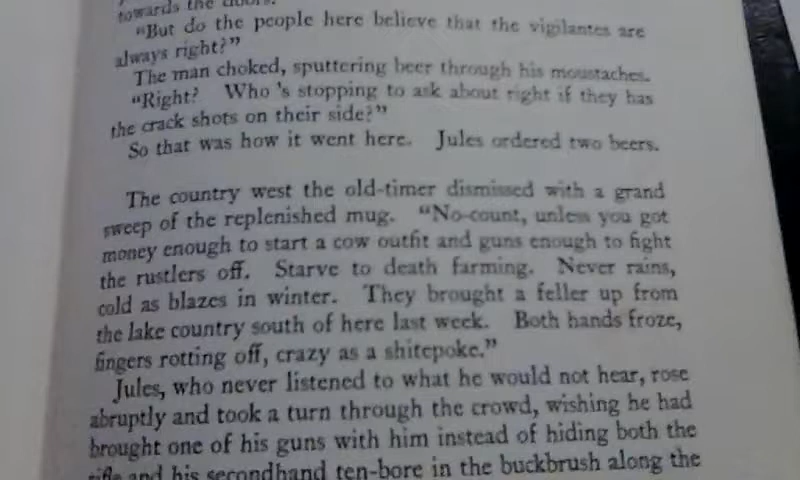 towards the doors.
"But do the people here believe that the vigilantes are
always right?"
The man choked, sputtering beer through his moustaches.
"Right? Who 's stopping to ask about right if they has
the crack shots on their side?"
So that was how it went here. Jules ordered two beers.
The country west the old-timer dismissed with a grand
sweep of the replenished mug. "No-count, unless you got
money enough to start a cow outfit and guns enough to fight
the rustlers off. Starve to death farming. Never rains,
cold as blazes in winter. They brought a feller up from
the lake country south of here last week. Both hands froze,
fingers rotting off, crazy as a shitepoke."
Jules, who never listened to what he would not hear, rose
abruptly and took a turn through the crowd, wishing he had
brought one of his guns with him instead of hiding both the
rifle and his secondhand ten-bore in the buckbrush along the